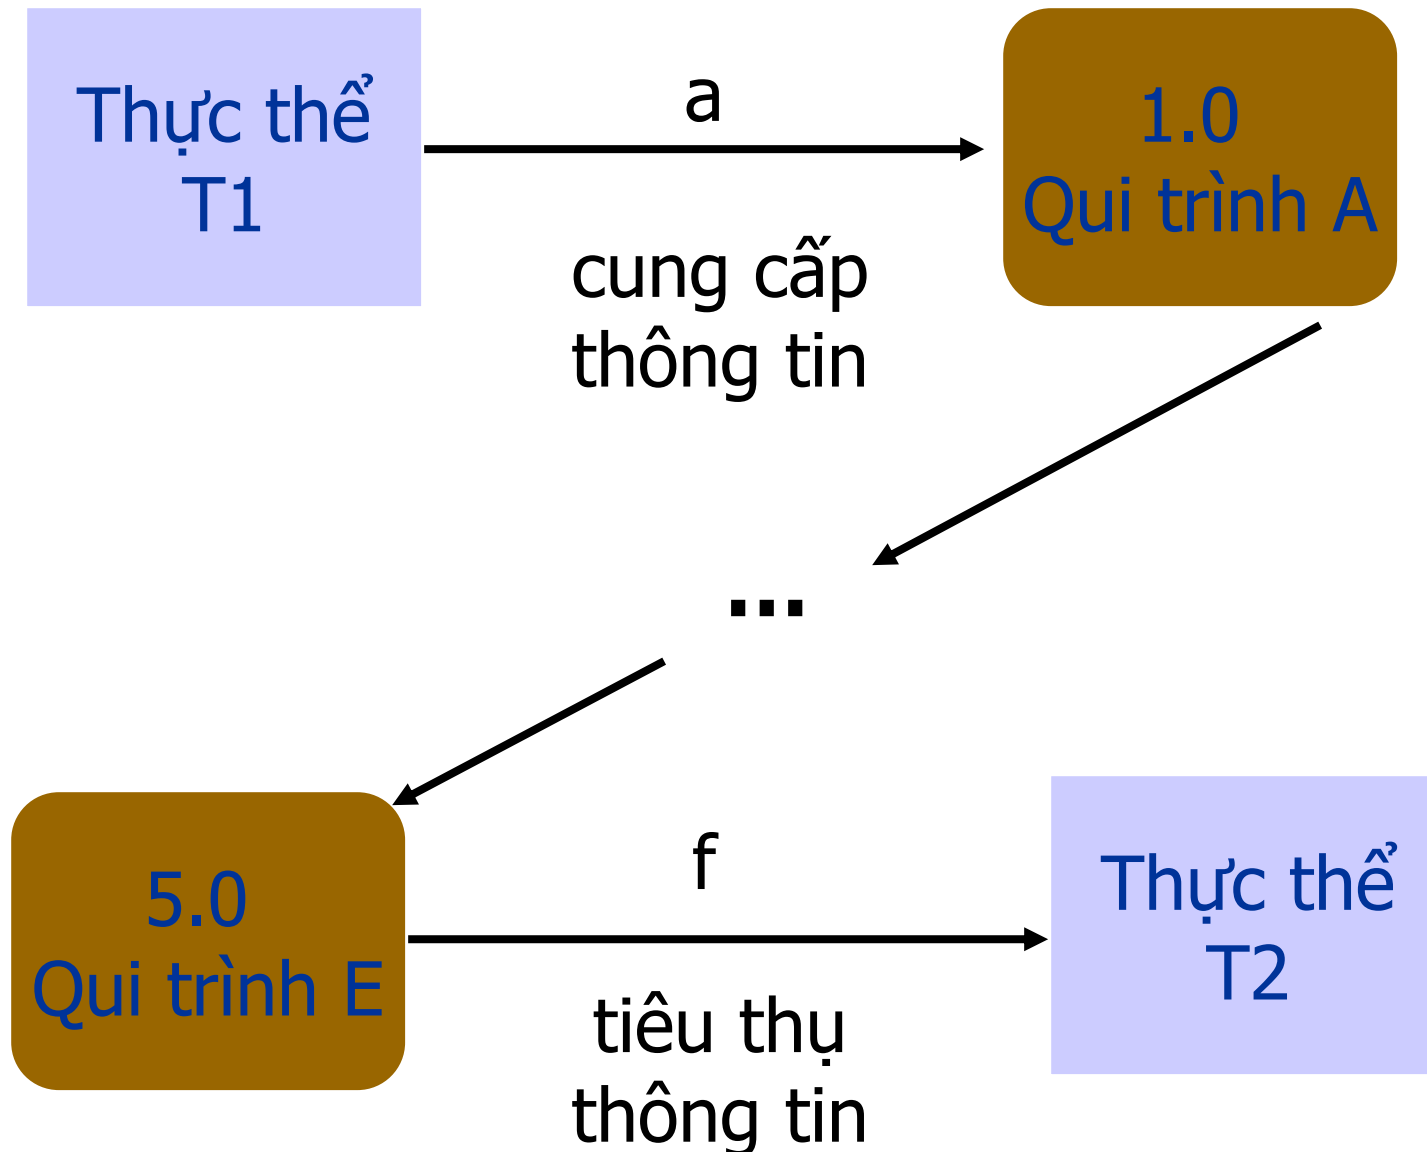 Thực thể
T1
a
cung cấp
thông tin
1.0
Qui trình A
...
5.0
Qui trình E
f
tiêu thụ
thông tin
Thực thể
T2